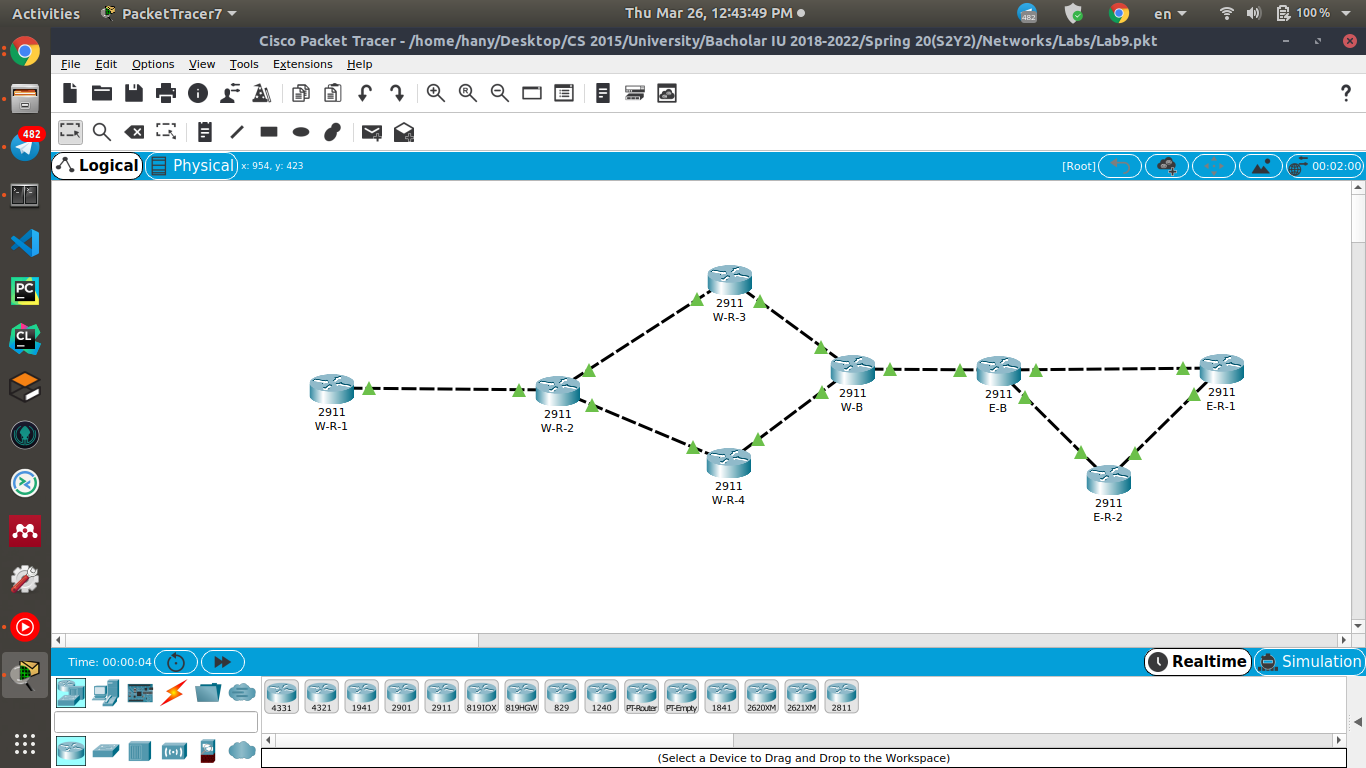 Activities PacketTracer7 Thu Mar 26, 12:43:49 PM 482 en 100 %
Cisco Packet Tracer - /home/hany/Desktop/CS 2015/University/Bacholar IU 2018-2022/Spring 20(S2Y2)/Networks/Labs/Lab9.pkt
File Edit Options View Tools Extensions Help
R
?
482
Logical Physical x: 954, y: 423 [Root] 00:02:00
PC
CL
2911
W-R-3
2911
W-R-1
2911
W-R-2
2911
W-B
2911
E-B
2911
E-R-1
2911
W-R-4
2911
E-R-2
Time: 00:00:04 Realtime Simulation
4331 4321 1941 2901 2911 819IOX 819HGW 829 1240 PT-Router PT-Empty 1841 2620XM 2621XM 2811
(Select a Device to Drag and Drop to the Workspace)